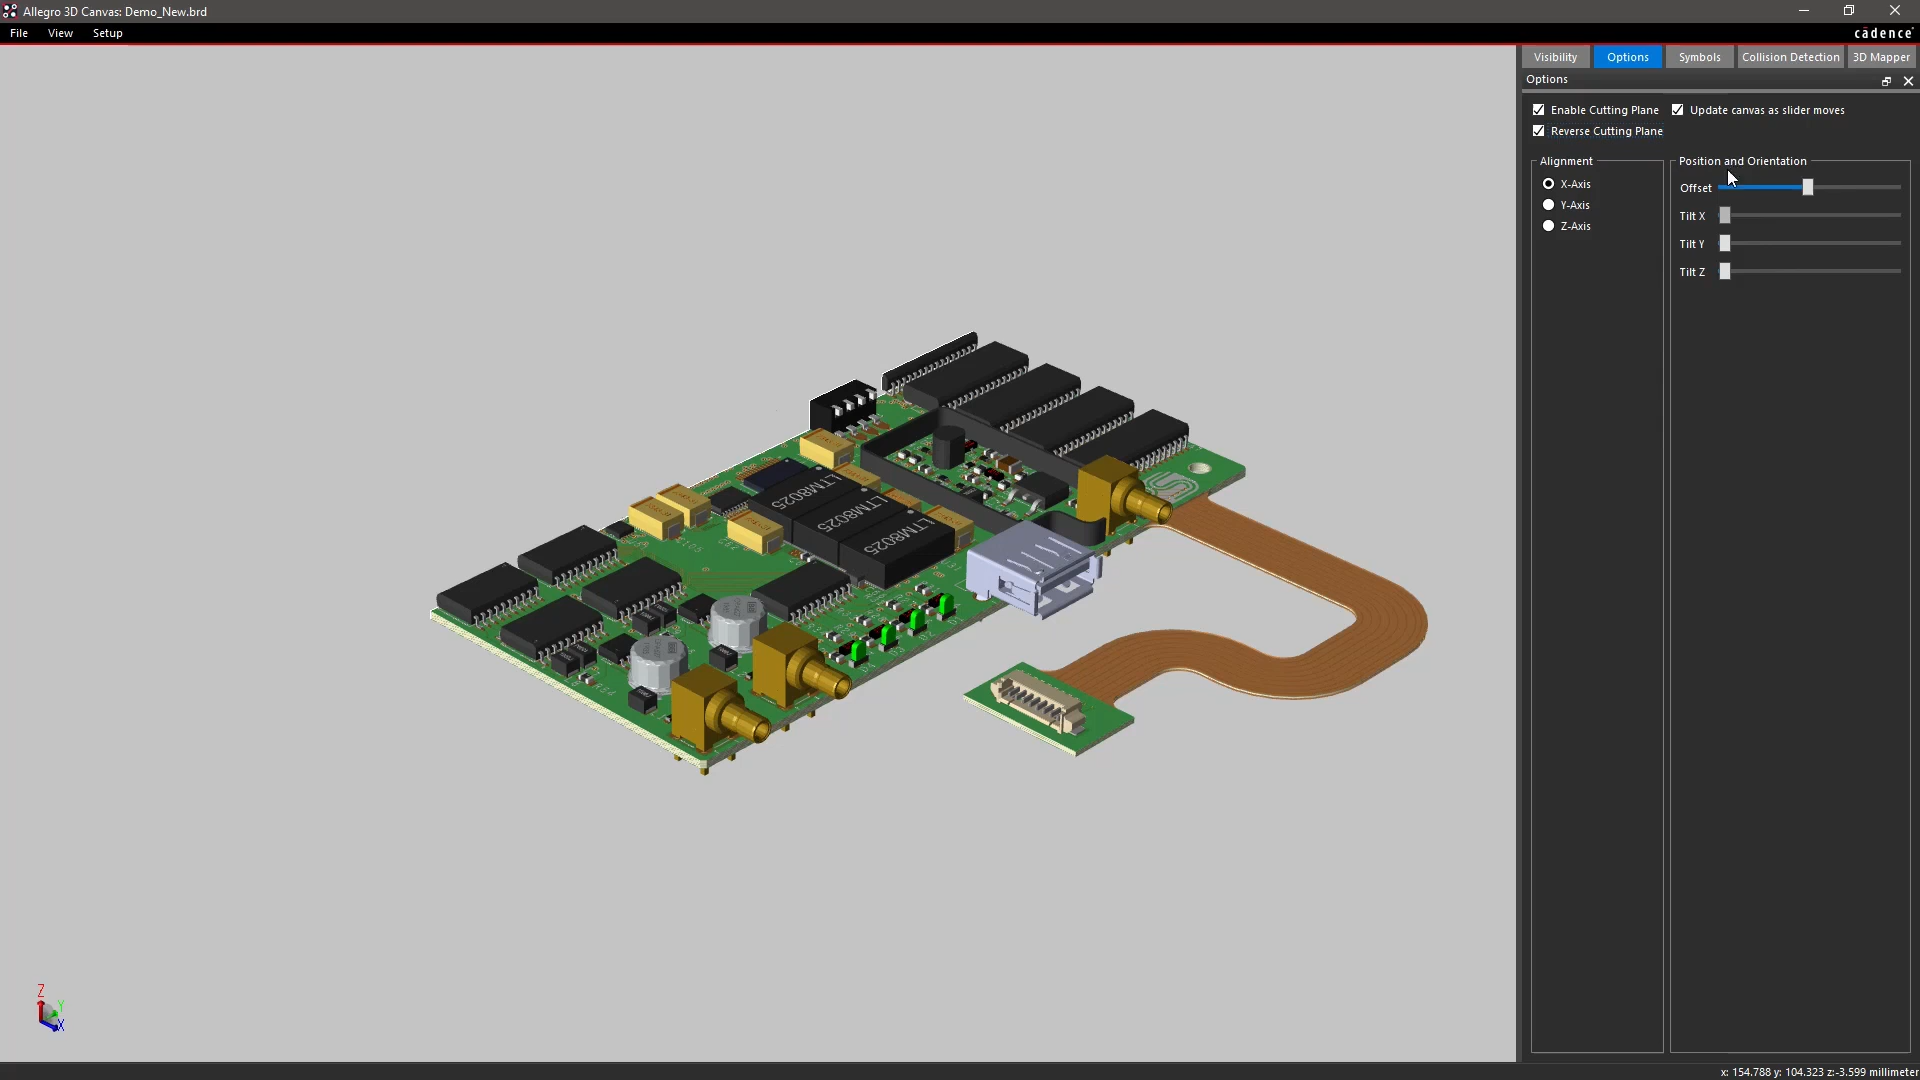 Allegro 3D Canvas: Demo_New.brd
File View Setup
cādence
Visibility Options Symbols Collision Detection 3D Mapper
Options
Enable Cutting Plane Update canvas as slider moves
Reverse Cutting Plane
Alignment
X-Axis
Y-Axis
Z-Axis
Position and Orientation
Offset
Tilt X
Tilt Y
Tilt Z
LTM8025
LTM8025
LTM8025
Z
Y
X
x: 154.788 y: 104.323 z:-3.599 millimeter